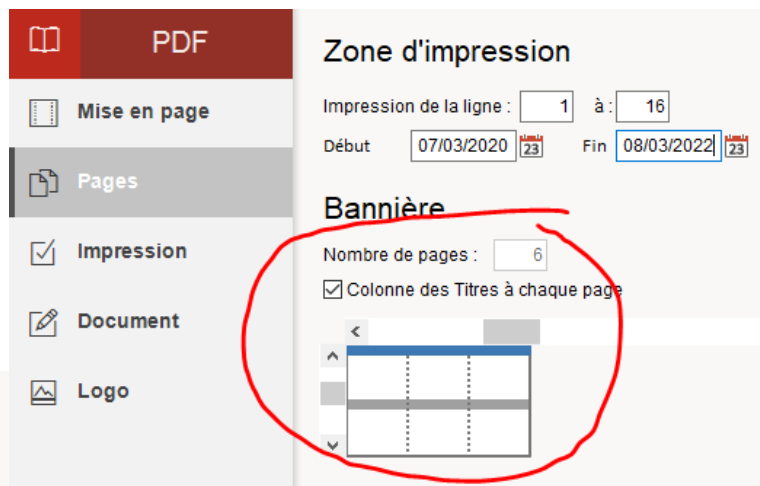 PDF
Mise en page
Pages
Impression
Document
Logo
Zone d'impression
Impression de la ligne : 1 à : 16
Début 07/03/2020 23 Fin 08/03/2022 23
Bannière
Nombre de pages : 6
Colonne des Titres à chaque page